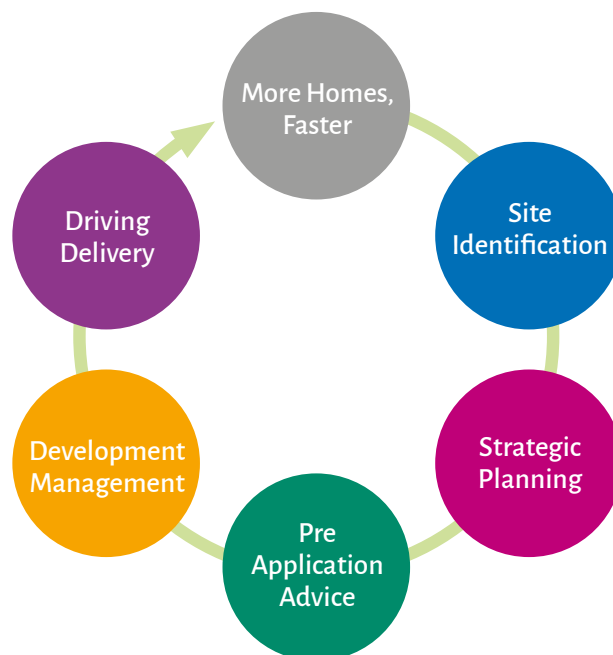 More Homes,
Faster
Site
Identification
Strategic
Planning
Pre
Application
Advice
Development
Management
Driving
Delivery